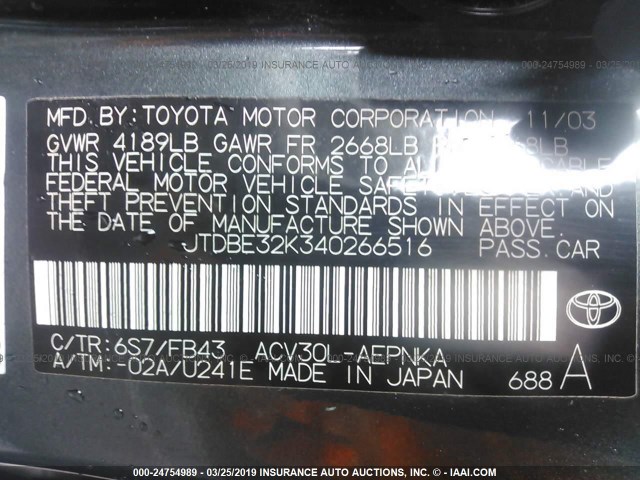 000-24754989 - 03/25/2019 INSURANCE AUTO AUCTIONS
MFD.BY:TOYOTA MOTOR CORPORATION 11/03
GVWR 4189LB GAWR FR 2668LB
THIS VEHICLE CONFORMS TO
FEDERAL MOTOR VEHICLE AND
THEFT PREVENTION STANDARDS IN EFFECT ON
THE DATE OF MANUFACTURE SHOWN ABOVE.
JTDBE32K340266516 PASS.CAR
C/TR:6S7/FB43 ACV30L-AEPNKA
A/TM:-02A/U241E MADE IN JAPAN 688A
000-24754989 - 03/25/2019 INSURANCE AUTO AUCTIONS, INC. - IAAI.COM